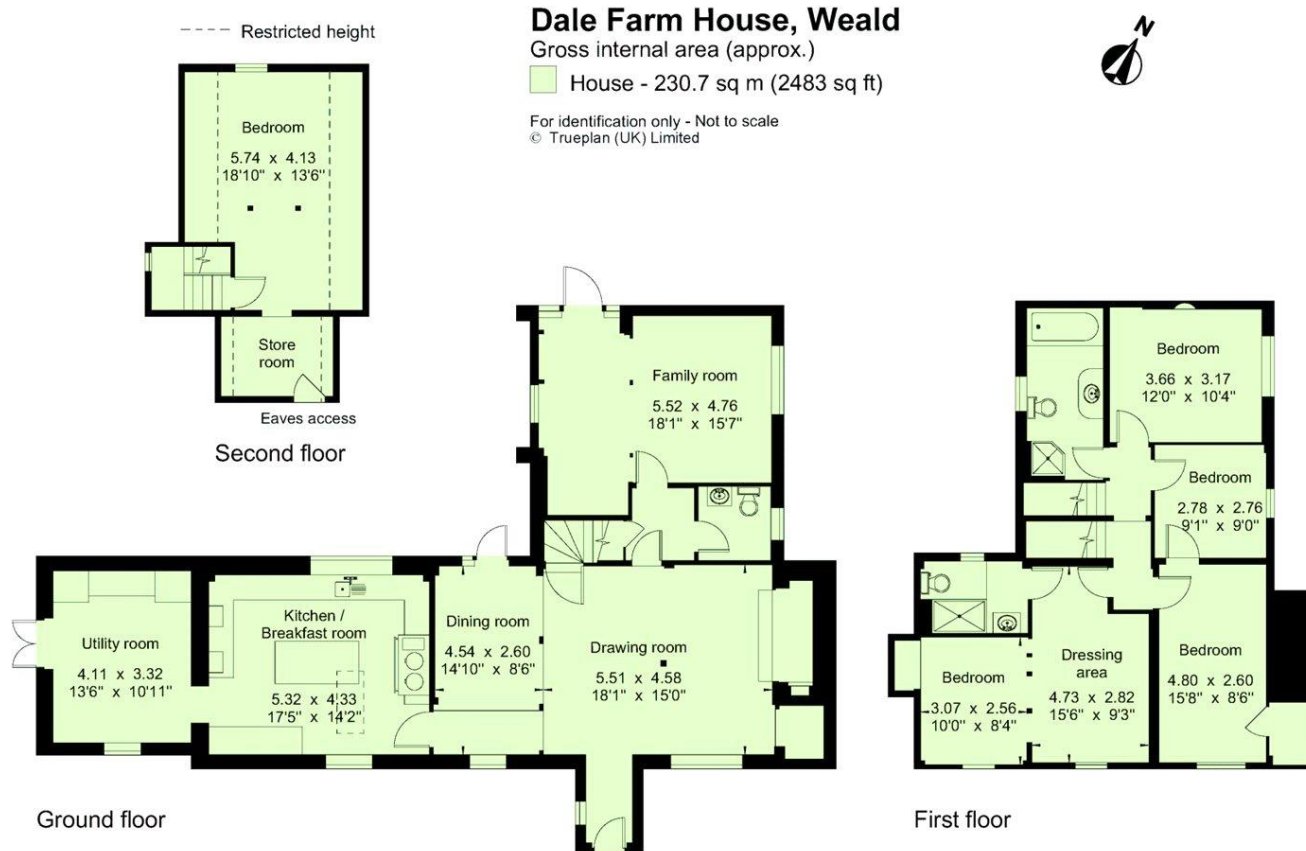 Dale Farm House, Weald
Gross internal area (approx.)
House - 230.7 sq m (2483 sq ft)
For identification only - Not to scale
© Trueplan (UK) Limited
N
Restricted height
Bedroom
5.74 x 4.13
18'10" x 13'6"
Store
room
Eaves access
Second floor
Family room
5.52 x 4.76
18'1" x 15'7"
Utility room
4.11 x 3.32
13'6" x 10'11"
Kitchen /
Breakfast room
5.32 x 4.33
17'5" x 14'2"
Dining room
4.54 x 2.60
14'10" x 8'6"
Drawing room
5.51 x 4.58
18'1" x 15'0"
Ground floor
Bedroom
3.66 x 3.17
12'0" x 10'4"
Bedroom
2.78 x 2.76
9'1" x 9'0"
Bedroom
3.07 x 2.56
10'0" x 8'4"
Dressing
area
4.73 x 2.82
15'6" x 9'3"
Bedroom
4.80 x 2.60
15'8" x 8'6"
First floor